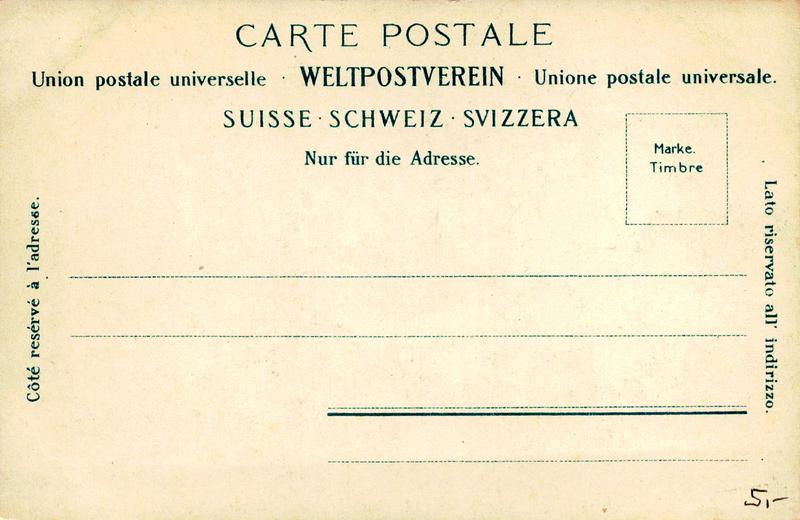 CARTE POSTALE
Union postale universelle · WELTPOSTVEREIN · Unione postale universale.
SUISSE · SCHWEIZ · SVIZZERA
Nur für die Adresse.
Marke.
Timbre
Côté resérvé à l'adresse.
Lato riservato all' indirizzo.
5,-